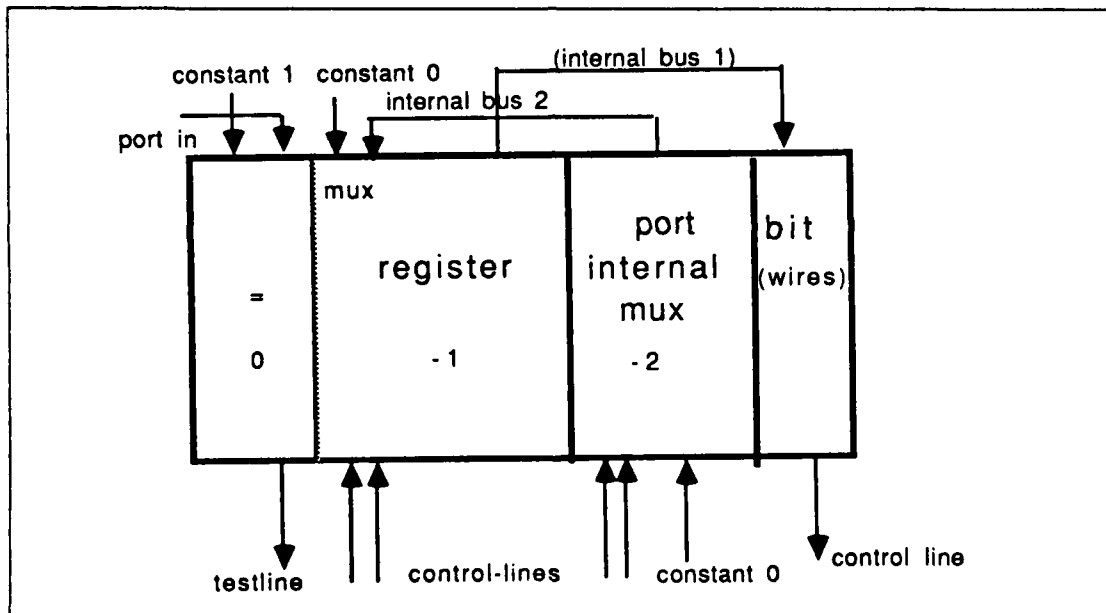 (internal bus 1)
constant 1 constant 0
internal bus 2
port in
mux
register
port
internal
mux
bit
(wires)
=
0
-1
-2
testline
control-lines
constant 0
control line